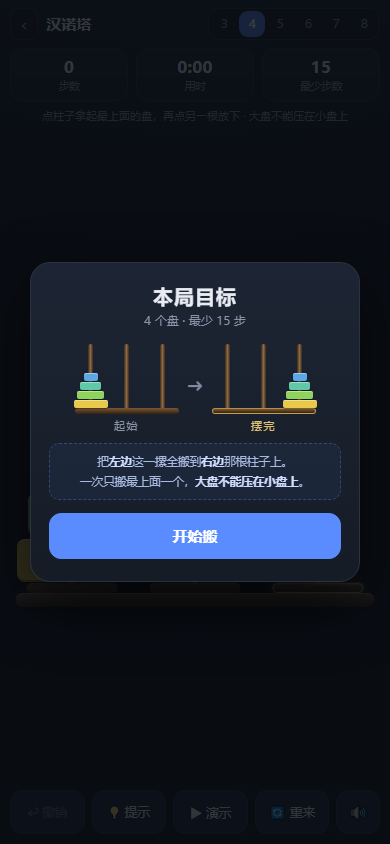 ‹ 汉诺塔 3 4 5 6 7 8
0 0:00 15
步数 用时 最少步数
点柱子拿起最上面的盘，再点另一根放下 · 大盘不能压在小盘上
本局目标
4 个盘 · 最少 15 步
→
起始 摆完
把左边这一摞全搬到右边那根柱子上。
一次只搬最上面一个，大盘不能压在小盘上。
开始搬
↩ 撤销 提示 ▶ 演示 重来